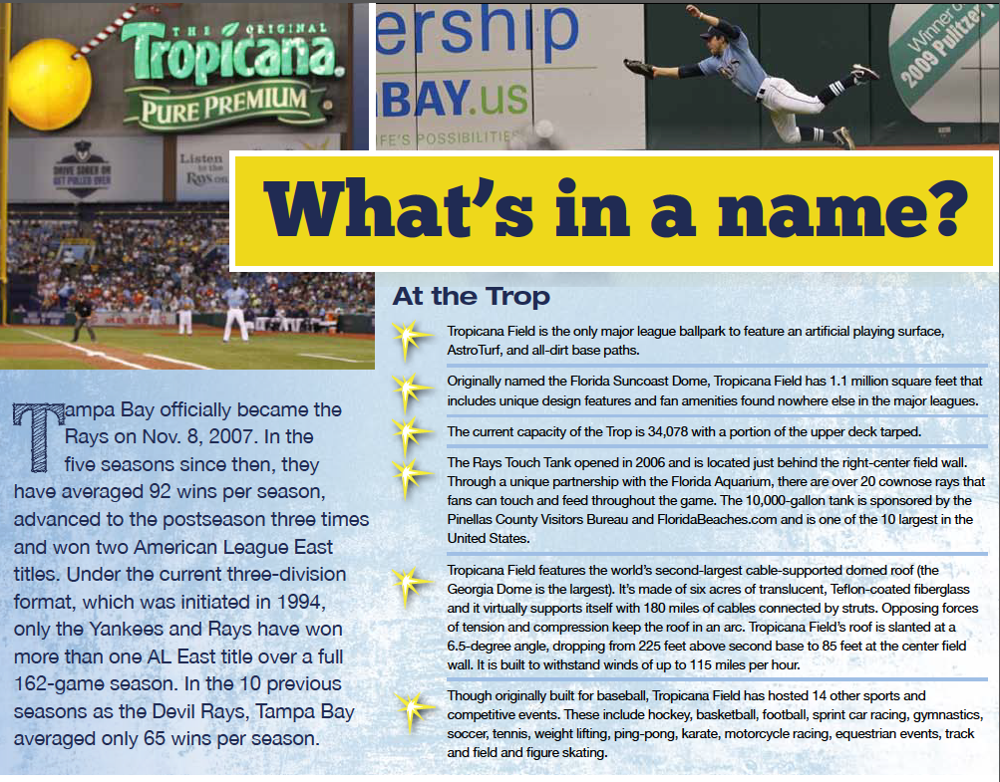 THE ORIGINAL
Tropicana
PURE PREMIUM
DRIVE SOBER OR
GET PULLED OVER
Listen
to the
Rays on
ership
BAY.us
FE'S POSSIBILITIES
Winner of
2009 Pulitzer
What's in a name?
Tampa Bay officially became the
Rays on Nov. 8, 2007. In the
five seasons since then, they
have averaged 92 wins per season,
advanced to the postseason three times
and won two American League East
titles. Under the current three-division
format, which was initiated in 1994,
only the Yankees and Rays have won
more than one AL East title over a full
162-game season. In the 10 previous
seasons as the Devil Rays, Tampa Bay
averaged only 65 wins per season.
At the Trop
Tropicana Field is the only major league ballpark to feature an artificial playing surface,
AstroTurf, and all-dirt base paths.
Originally named the Florida Suncoast Dome, Tropicana Field has 1.1 million square feet that
includes unique design features and fan amenities found nowhere else in the major leagues.
The current capacity of the Trop is 34,078 with a portion of the upper deck tarped.
The Rays Touch Tank opened in 2006 and is located just behind the right-center field wall.
Through a unique partnership with the Florida Aquarium, there are over 20 cownose rays that
fans can touch and feed throughout the game. The 10,000-gallon tank is sponsored by the
Pinellas County Visitors Bureau and FloridaBeaches.com and is one of the 10 largest in the
United States.
Tropicana Field features the world's second-largest cable-supported domed roof (the
Georgia Dome is the largest). It's made of six acres of translucent, Teflon-coated fiberglass
and it virtually supports itself with 180 miles of cables connected by struts. Opposing forces
of tension and compression keep the roof in an arc. Tropicana Field's roof is slanted at a
6.5-degree angle, dropping from 225 feet above second base to 85 feet at the center field
wall. It is built to withstand winds of up to 115 miles per hour.
Though originally built for baseball, Tropicana Field has hosted 14 other sports and
competitive events. These include hockey, basketball, football, sprint car racing, gymnastics,
soccer, tennis, weight lifting, ping-pong, karate, motorcycle racing, equestrian events, track
and field and figure skating.